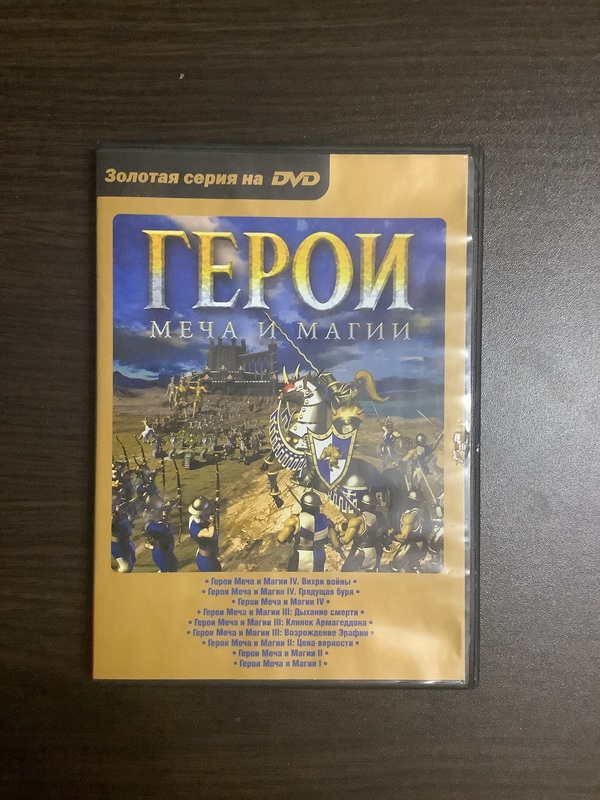 Золотая серия на DVD
ГЕРОИ
МЕЧА И МАГИИ
• Герои Меча и Магии IV. Вихри войны •
• Герои Меча и Магии IV. Грядущая буря •
• Герои Меча и Магии IV •
• Герои Меча и Магии III: Дыхание смерти •
• Герои Меча и Магии III: Клинок Армагеддона •
• Герои Меча и Магии III: Возрождение Эрафии •
• Герои Меча и Магии II: Цена верности •
• Герои Меча и Магии II •
• Герои Меча и Магии I •